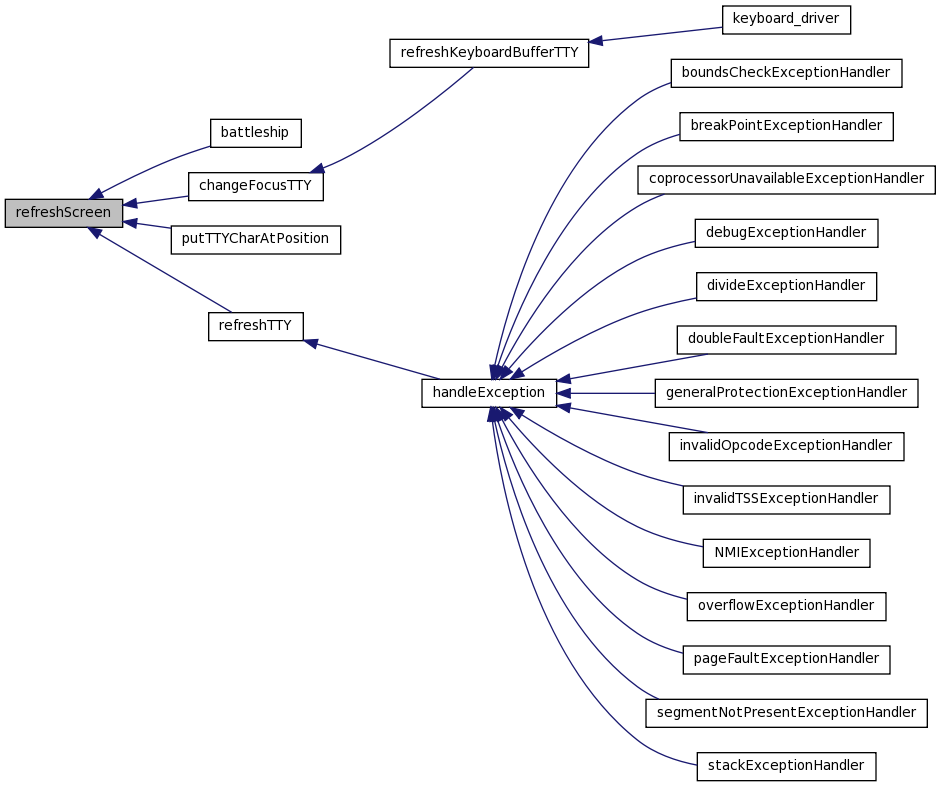 keyboard_driver
refreshKeyboardBufferTTY
boundsCheckExceptionHandler
breakPointExceptionHandler
battleship
coprocessorUnavailableExceptionHandler
changeFocusTTY
refreshScreen
debugExceptionHandler
putTTYCharAtPosition
divideExceptionHandler
refreshTTY
doubleFaultExceptionHandler
handleException
generalProtectionExceptionHandler
invalidOpcodeExceptionHandler
invalidTSSExceptionHandler
NMIExceptionHandler
overflowExceptionHandler
pageFaultExceptionHandler
segmentNotPresentExceptionHandler
stackExceptionHandler